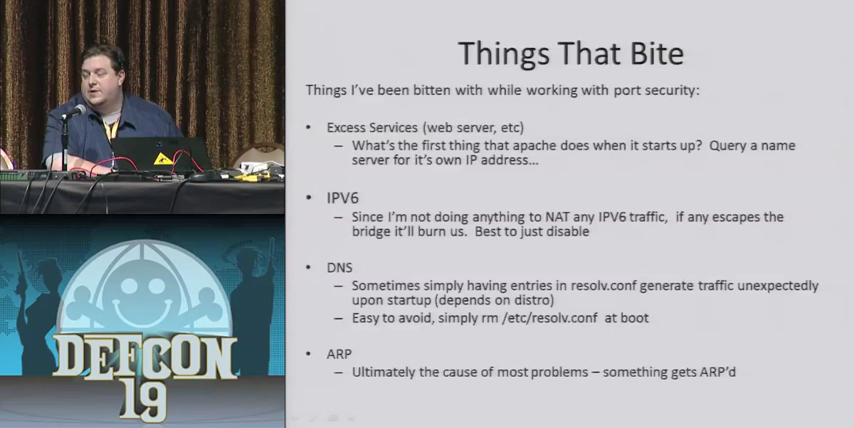 Things That Bite
Things I've been bitten with while working with port security:
• Excess Services (web server, etc)
– What's the first thing that apache does when it starts up? Query a name
server for it's own IP address...
• IPV6
– Since I'm not doing anything to NAT any IPV6 traffic, if any escapes the
bridge it'll burn us. Best to just disable
• DNS
– Sometimes simply having entries in resolv.conf generate traffic unexpectedly
upon startup (depends on distro)
– Easy to avoid, simply rm /etc/resolv.conf at boot
• ARP
– Ultimately the cause of most problems – something gets ARP'd
DEFCON
19